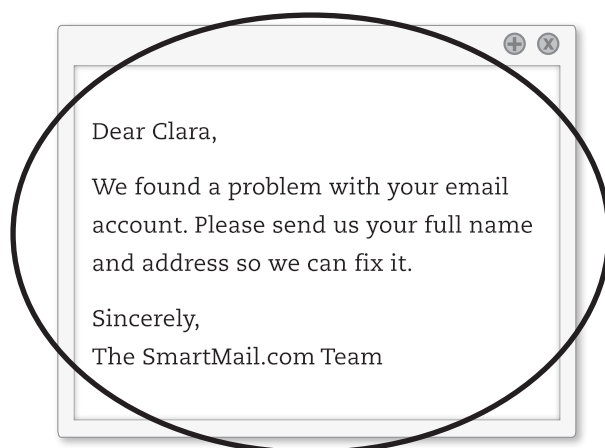 Dear Clara,
We found a problem with your email
account. Please send us your full name
and address so we can fix it.
Sincerely,
The SmartMail.com Team